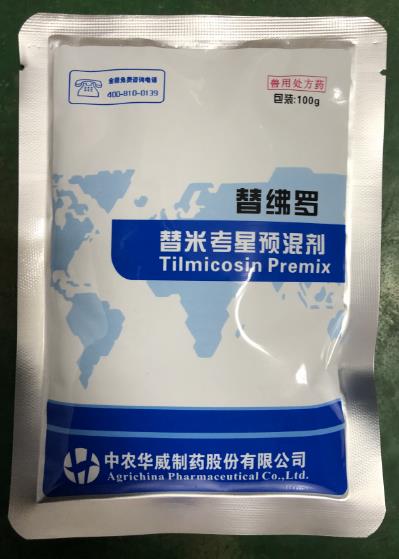 全国免费咨询电话
400-810-0139
兽用处方药
包装:100g
替绋罗
替米考星预混剂
Tilmicosin Premix
中农华威制药股份有限公司
Agrichina Pharmaceutical Co.,Ltd.